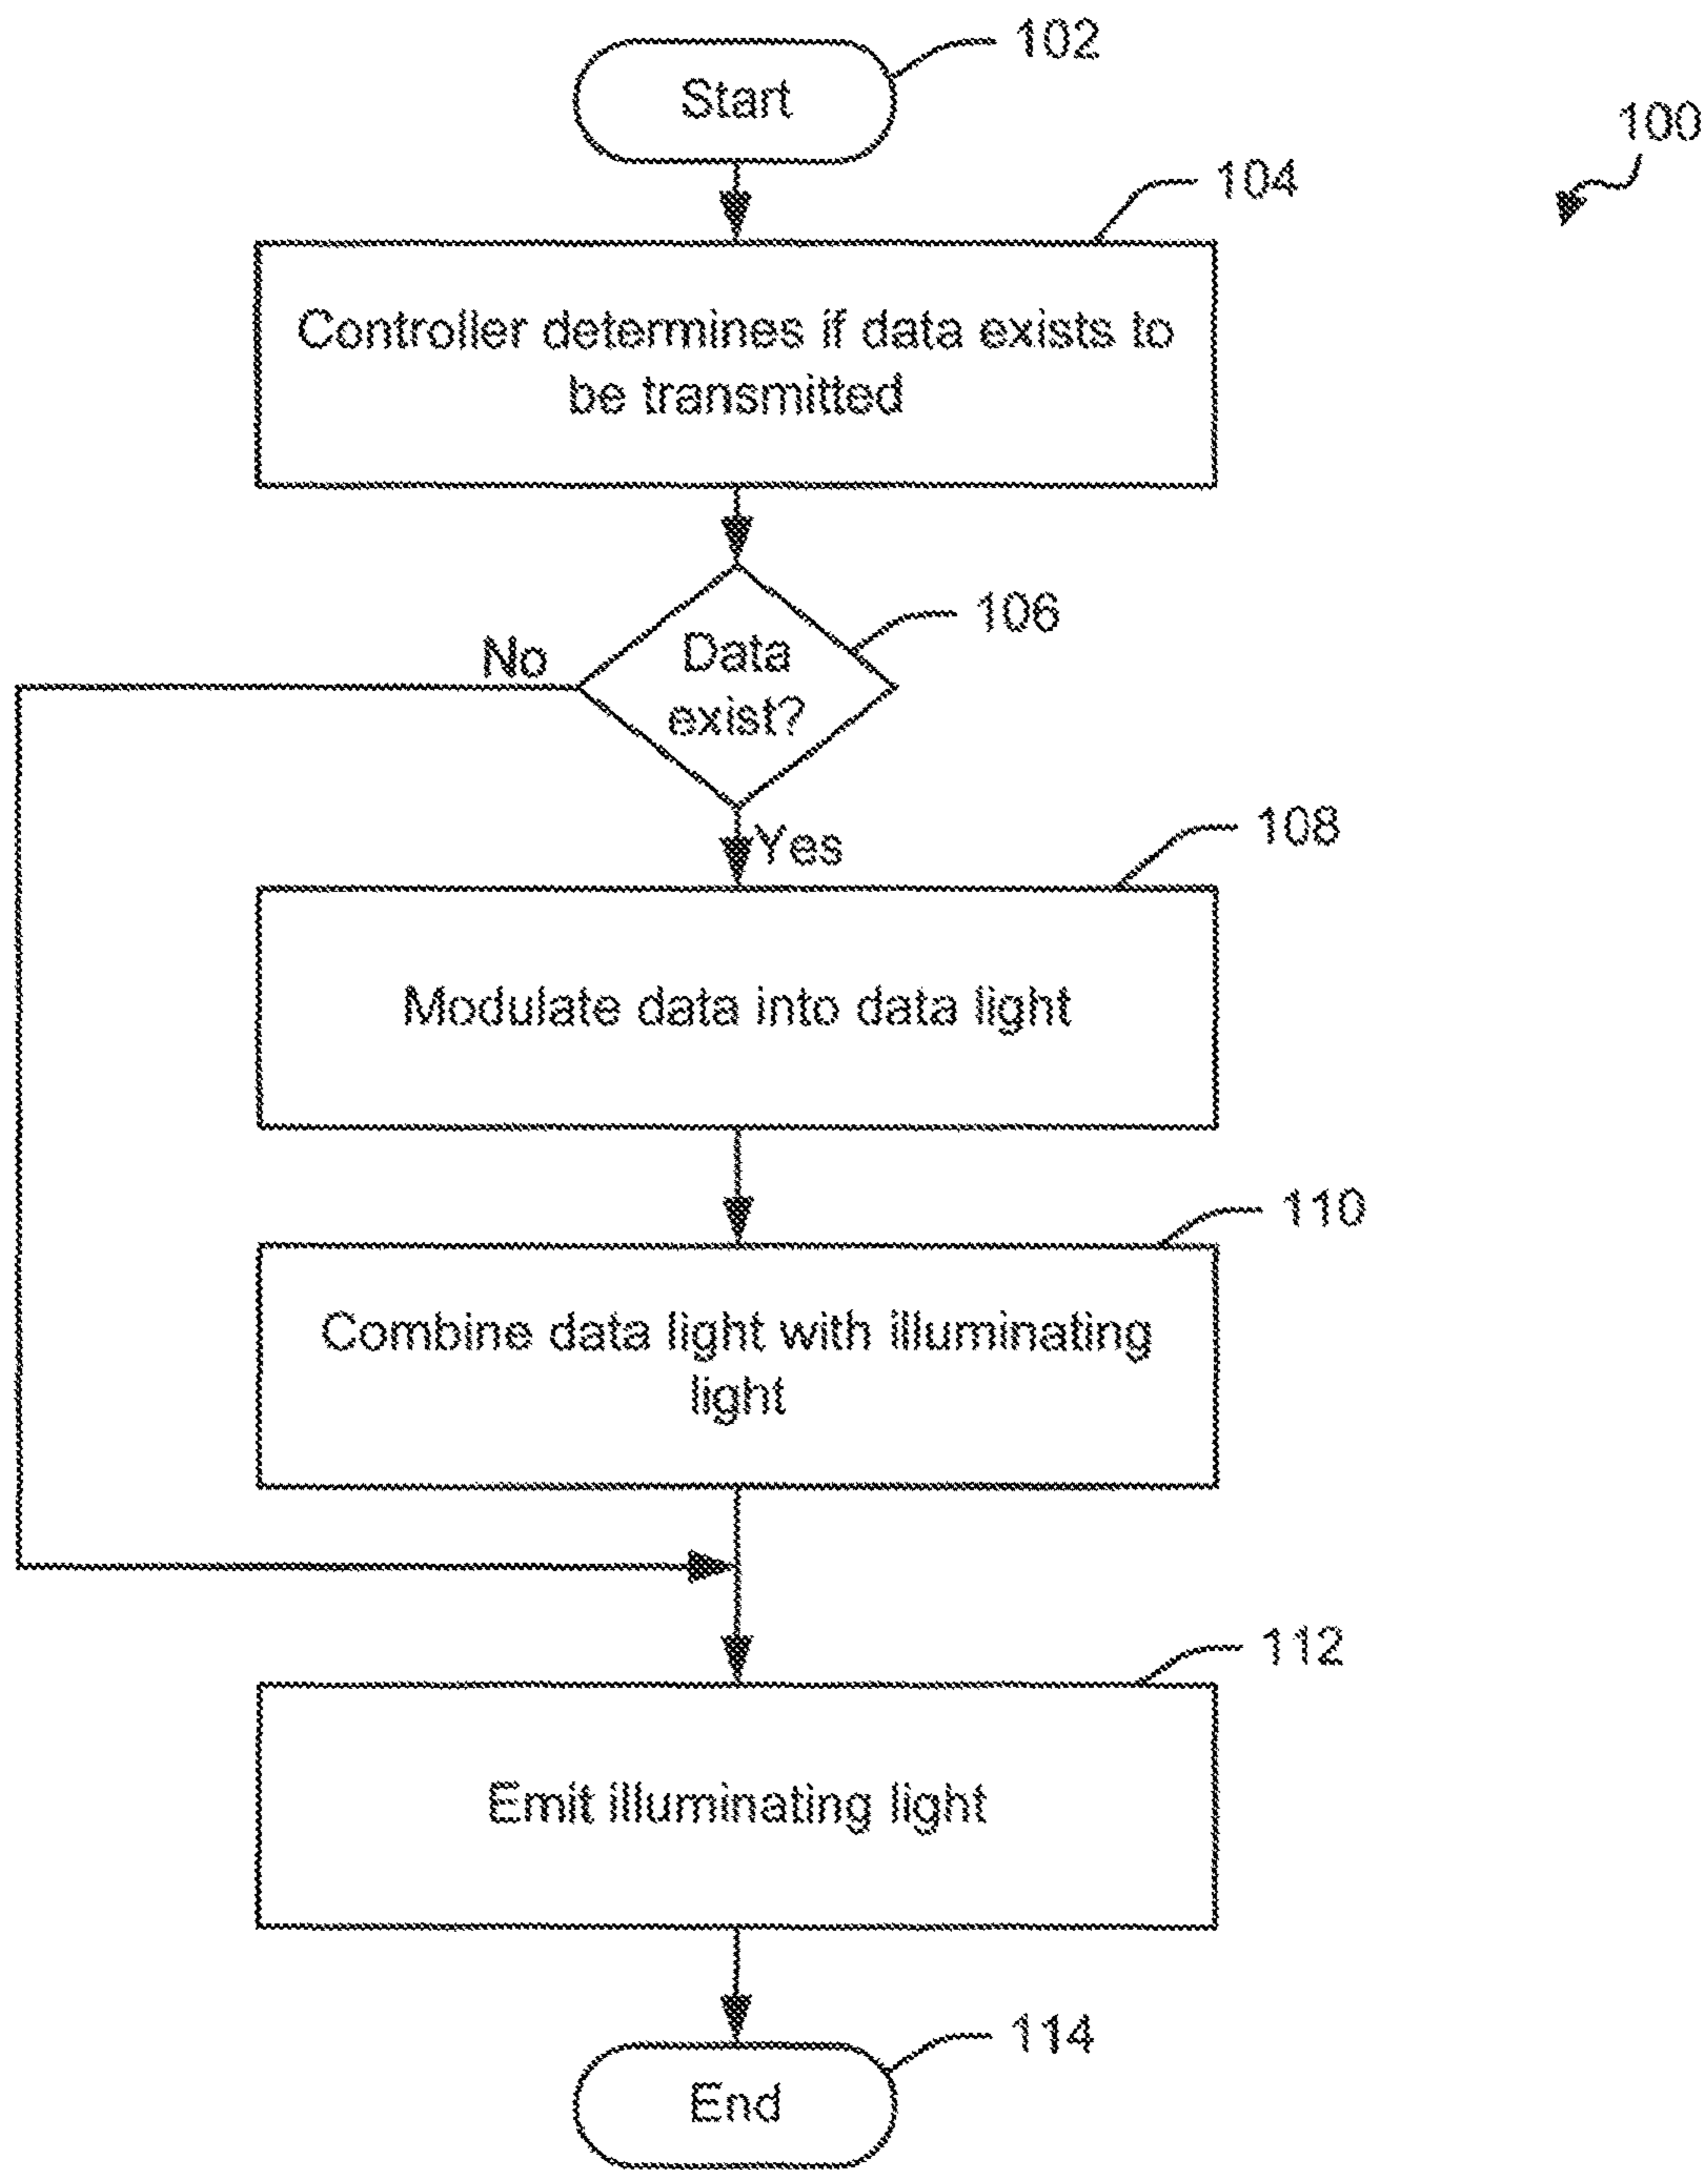 102
Start
100
104
Controller determines if data exists to
be transmitted
106
No
Data
exist?
Yes
108
Modulate data into data light
110
Combine data light with illuminating
light
112
Emit illuminating light
114
End